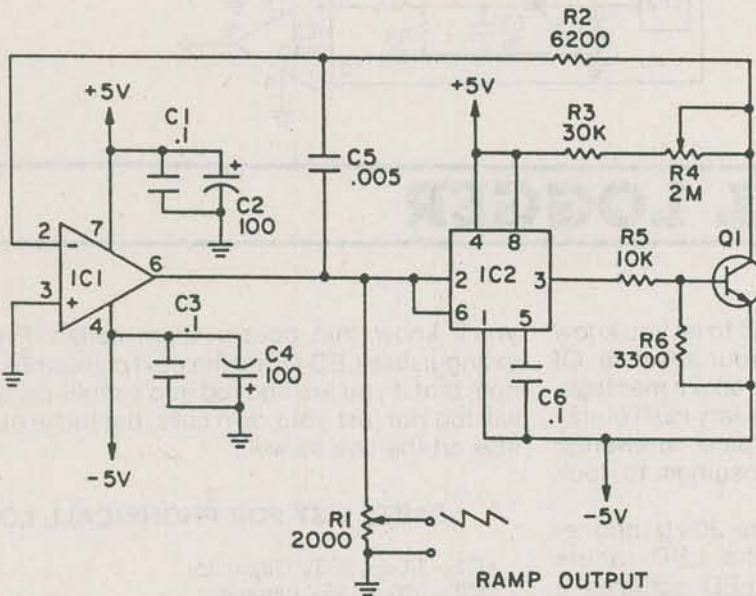 R2
6200
+5V
C1
.1
+5V
R3
30K
C5
.005
R4
2M
C2
100
L LOGGER
2
7
4
8
R5
10K
Q1
IC1
6
2
IC2
3
3
6
1
5
4
C3
.1
R6
3300
C4
100
C6
.1
-5V
-5V
R1
2000
RAMP OUTPUT